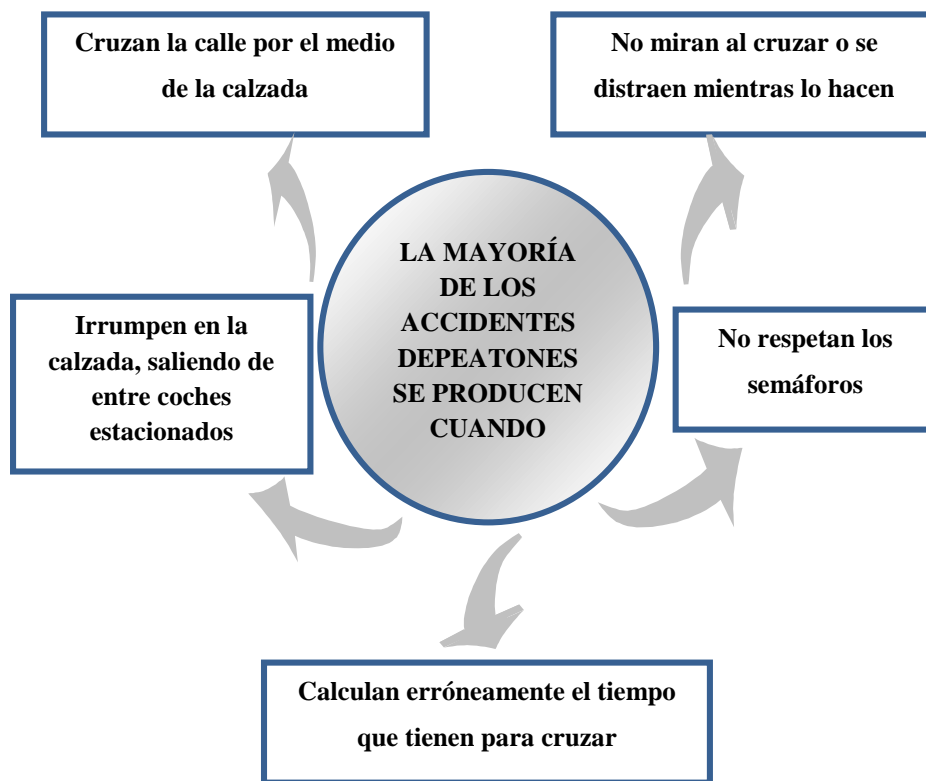 Cruzan la calle por el medio
de la calzada
No miran al cruzar o se
distraen mientras lo hacen
LA MAYORÍA
DE LOS
ACCIDENTES
DEPEATONES
SE PRODUCEN
CUANDO
Irrumpen en la
calzada, saliendo de
entre coches
estacionados
No respetan los
semáforos
Calculan erróneamente el tiempo
que tienen para cruzar